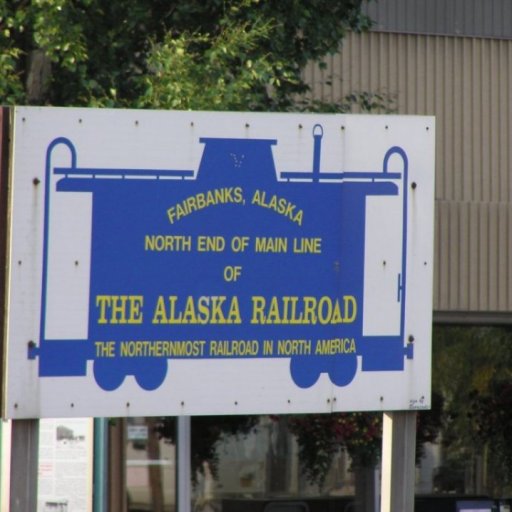 FAIRBANKS, ALASKA
NORTH END OF MAIN LINE
OF
THE ALASKA RAILROAD
THE NORTHERNMOST RAILROAD IN NORTH AMERICA